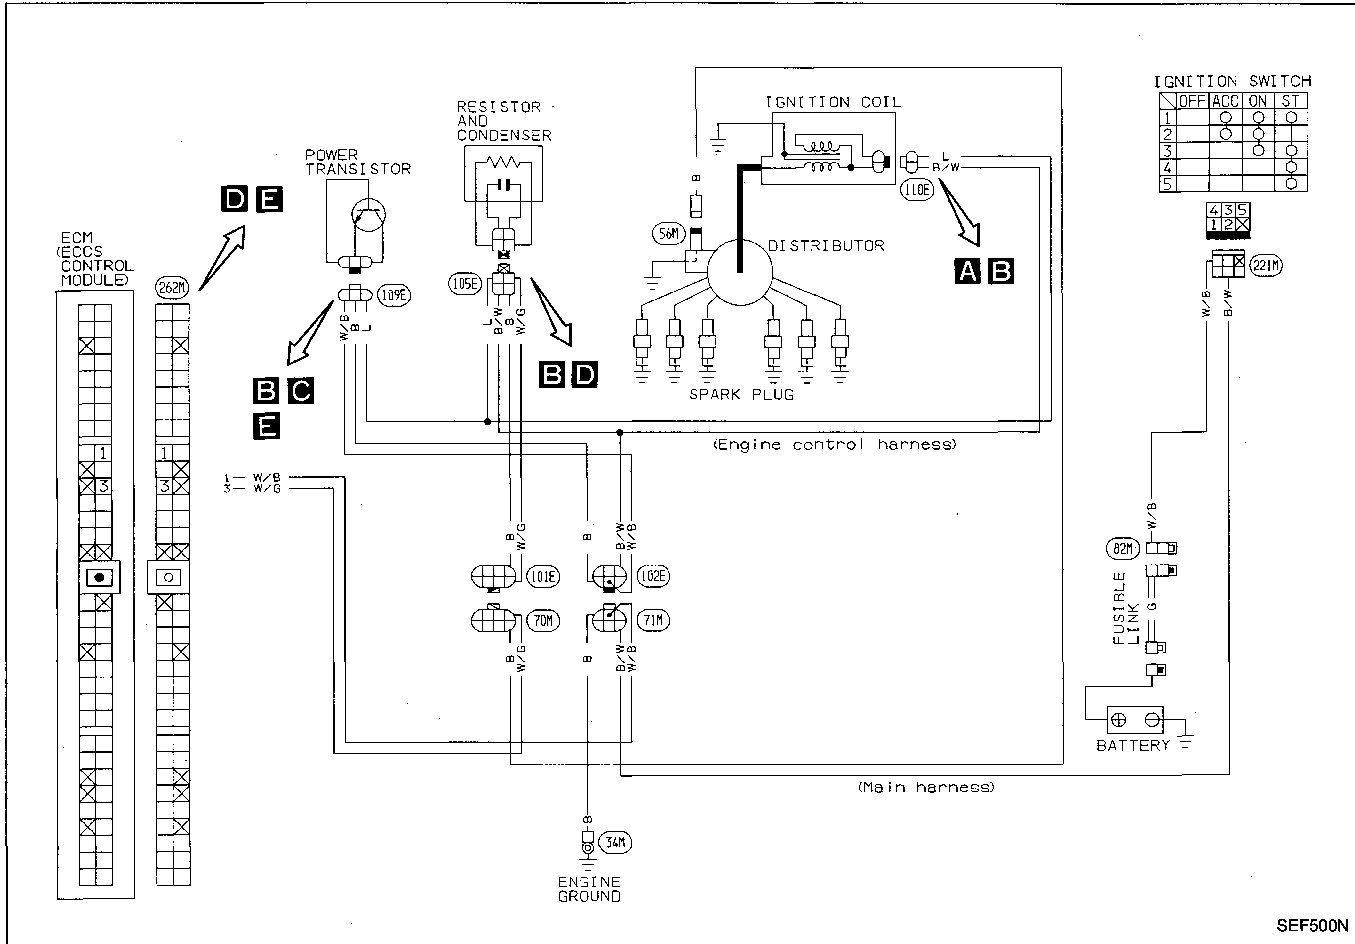 IGNITION SWITCH
OFF ACC ON ST
1
2
3
4
5
4 3 5
1 2
221M
W/B
B/W
RESISTOR
AND
CONDENSER
IGNITION COIL
L
B/W
110E
A B
POWER
TRANSISTOR
D E
B
56M
DISTRIBUTOR
ECM
(ECCS
CONTROL
MODULE)
262M
109E
105E
W/B
B
L
L
B/W
B
W/G
B C
E
B D
SPARK PLUG
(Engine control harness)
1
1
3
3
1 W/B
3 W/G
B
W/G
B
B/W
W/B
W/B
82M
101E
102E
FUSIBLE
LINK
G
70M
71M
B
W/G
B
B/W
W/B
BATTERY
(Main harness)
B
34M
ENGINE
GROUND
SEF500N